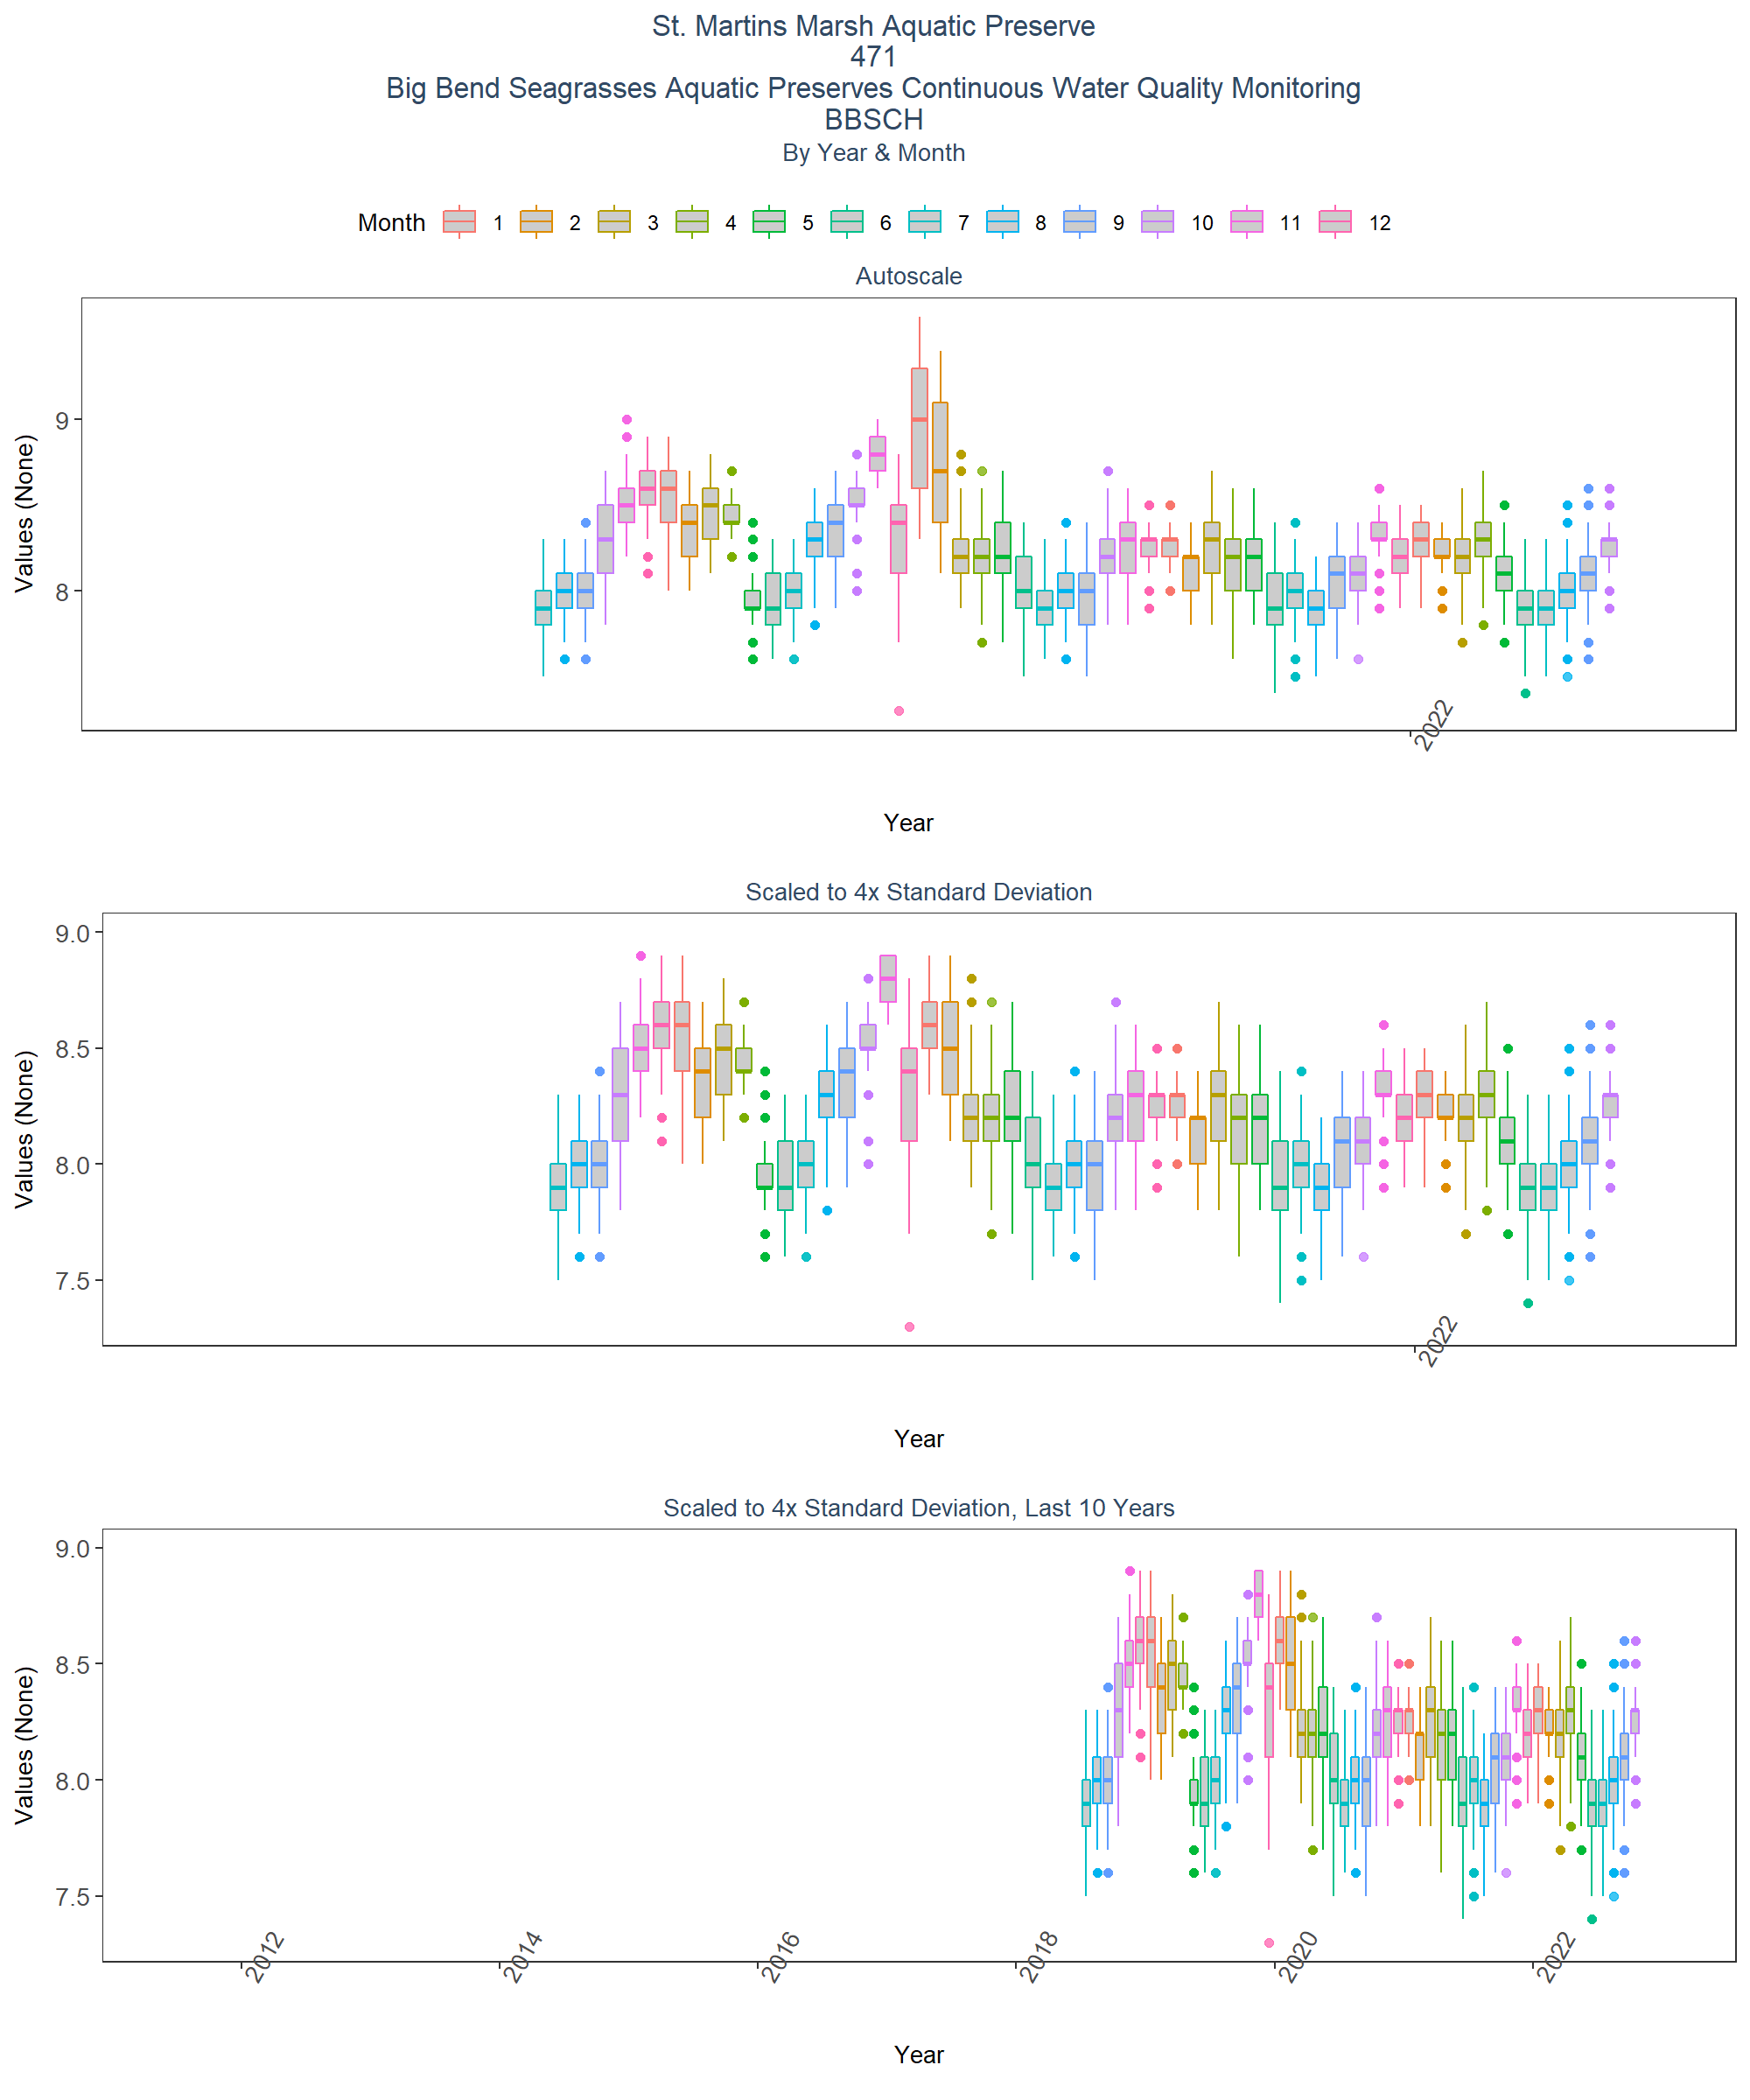 St. Martins Marsh Aquatic Preserve
471
Big Bend Seagrasses Aquatic Preserves Continuous Water Quality Monitoring
BBSCH
By Year & Month
Month 1 2 3 4 5 6 7 8 9 10 11 12
Autoscale
Values (None)
9
8
2022
Year
Scaled to 4x Standard Deviation
Values (None)
9.0
8.5
8.0
7.5
2022
Year
Scaled to 4x Standard Deviation, Last 10 Years
Values (None)
9.0
8.5
8.0
7.5
2012 2014 2016 2018 2020 2022
Year